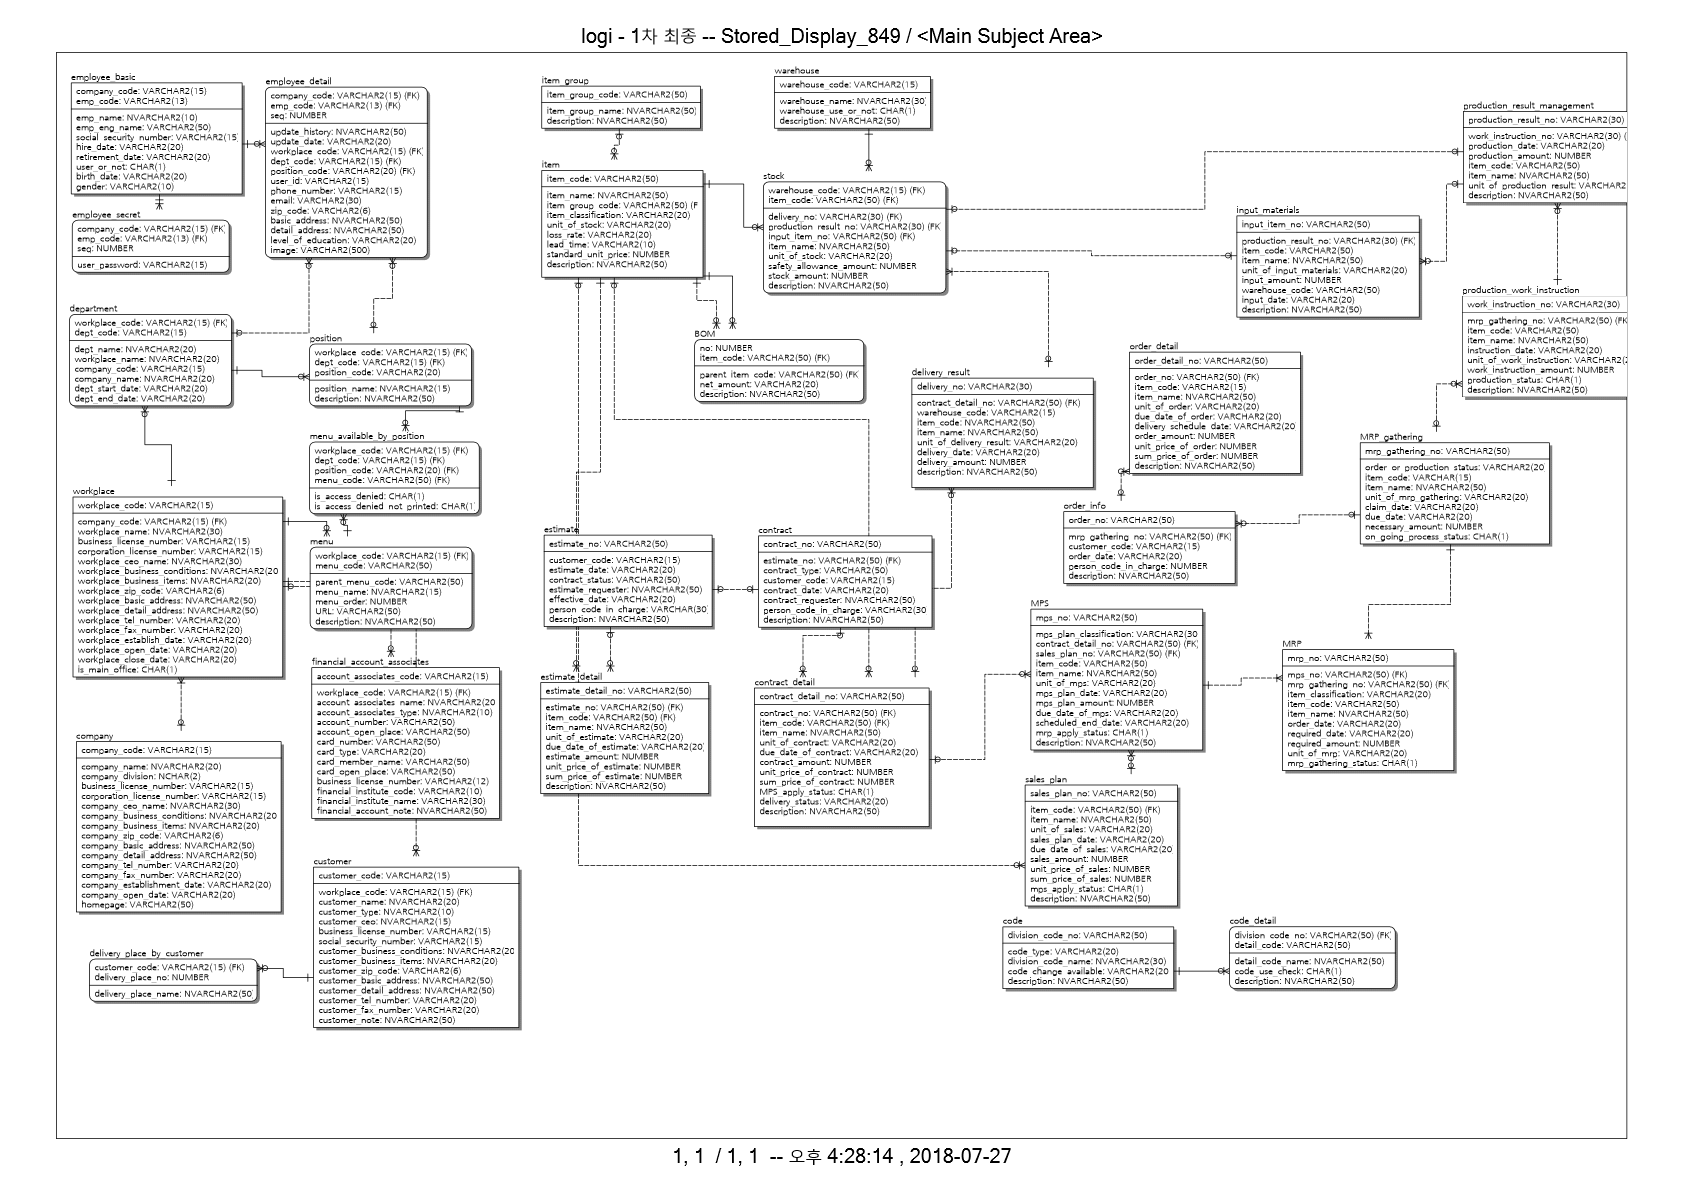 logi - 1차 최종 -- Stored_Display_849 / <Main Subject Area>
employee_basic
company_code: VARCHAR2(15)
emp_code: VARCHAR2(13)
emp_name: NVARCHAR2(10)
emp_eng_name: VARCHAR2(50)
social_security_number: VARCHAR2(15
hire_date: VARCHAR2(20)
retirement_date: VARCHAR2(20)
user_or_not: CHAR(1)
birth_date: VARCHAR2(20)
gender: VARCHAR2(10)
employee_secret
company_code: VARCHAR2(15) (FK)
emp_code: VARCHAR2(13) (FK)
seq: NUMBER
user_password: VARCHAR2(15)
employee_detail
company_code: VARCHAR2(15) (FK)
emp_code: VARCHAR2(13) (FK)
seq: NUMBER
update_history: NVARCHAR2(50)
update_date: VARCHAR2(20)
workplace_code: VARCHAR2(15) (FK)
dept_code: VARCHAR2(15) (FK)
position_code: VARCHAR2(20) (FK)
user_id: VARCHAR2(15)
phone_number: VARCHAR2(15)
email: VARCHAR2(30)
zip_code: VARCHAR2(6)
basic_address: NVARCHAR2(50)
detail_address: NVARCHAR2(50)
level_of_education: VARCHAR2(20)
image: VARCHAR2(500)
department
workplace_code: VARCHAR2(15) (FK)
dept_code: VARCHAR2(15)
dept_name: NVARCHAR2(20)
workplace_name: NVARCHAR2(20)
company_code: VARCHAR2(15)
company_name: NVARCHAR2(20)
dept_start_date: VARCHAR2(20)
dept_end_date: VARCHAR2(20)
position
workplace_code: VARCHAR2(15) (FK)
dept_code: VARCHAR2(15) (FK)
position_code: VARCHAR2(20)
position_name: NVARCHAR2(15)
description: NVARCHAR2(50)
menu_available_by_position
workplace_code: VARCHAR2(15) (FK)
dept_code: VARCHAR2(15) (FK)
position_code: VARCHAR2(20) (FK)
menu_code: VARCHAR2(50) (FK)
is_access_denied: CHAR(1)
is_access_denied_not_printed: CHAR(1)
workplace
workplace_code: VARCHAR2(15)
company_code: VARCHAR2(15) (FK)
workplace_name: NVARCHAR2(30)
business_license_number: VARCHAR2(15)
corporation_license_number: VARCHAR2(15)
workplace_ceo_name: NVARCHAR2(30)
workplace_business_conditions: NVARCHAR2(20
workplace_business_items: NVARCHAR2(20)
workplace_zip_code: VARCHAR2(6)
workplace_basic_address: NVARCHAR2(50)
workplace_detail_address: NVARCHAR2(50)
workplace_tel_number: VARCHAR2(20)
workplace_fax_number: VARCHAR2(20)
workplace_establish_date: VARCHAR2(20)
workplace_open_date: VARCHAR2(20)
workplace_close_date: VARCHAR2(20)
is_main_office: CHAR(1)
menu
workplace_code: VARCHAR2(15) (FK)
menu_code: VARCHAR2(50)
parent_menu_code: VARCHAR2(50)
menu_name: NVARCHAR2(15)
menu_order: NUMBER
URL: VARCHAR2(50)
description: NVARCHAR2(50)
financial_account_associates
account_associates_code: VARCHAR2(15)
workplace_code: VARCHAR2(15) (FK)
account_associates_name: NVARCHAR2(20
account_associates_type: NVARCHAR2(10)
account_number: VARCHAR2(50)
account_open_place: VARCHAR2(50)
card_number: VARCHAR2(50)
card_type: VARCHAR2(20)
card_member_name: VARCHAR2(50)
card_open_place: VARCHAR2(50)
business_license_number: VARCHAR2(12)
financial_institute_code: VARCHAR2(10)
financial_institute_name: VARCHAR2(30)
financial_account_note: NVARCHAR2(50)
company
company_code: VARCHAR2(15)
company_name: NVARCHAR2(20)
company_division: NCHAR(2)
business_license_number: VARCHAR2(15)
corporation_license_number: VARCHAR2(15)
company_ceo_name: NVARCHAR2(30)
company_business_conditions: NVARCHAR2(20
company_business_items: NVARCHAR2(20)
company_zip_code: VARCHAR2(6)
company_basic_address: NVARCHAR2(50)
company_detail_address: NVARCHAR2(50)
company_tel_number: VARCHAR2(20)
company_fax_number: VARCHAR2(20)
company_establishment_date: VARCHAR2(20)
company_open_date: VARCHAR2(20)
homepage: VARCHAR2(50)
customer
customer_code: VARCHAR2(15)
workplace_code: VARCHAR2(15) (FK)
customer_name: VARCHAR2(20)
customer_type: NVARCHAR2(10)
customer_ceo: NVARCHAR2(15)
business_license_number: VARCHAR2(15)
social_security_number: VARCHAR2(15)
customer_business_conditions: NVARCHAR2(20
customer_business_items: NVARCHAR2(20)
customer_zip_code: VARCHAR2(6)
customer_basic_address: NVARCHAR2(50)
customer_detail_address: NVARCHAR2(50)
customer_tel_number: VARCHAR2(20)
customer_fax_number: VARCHAR2(20)
customer_note: NVARCHAR2(50)
delivery_place_by_customer
customer_code: VARCHAR2(15) (FK)
delivery_place_no: NUMBER
delivery_place_name: NVARCHAR2(50)
item_group
item_group_code: VARCHAR2(50)
item_group_name: NVARCHAR2(50)
description: NVARCHAR2(50)
item
item_code: VARCHAR2(50)
item_name: NVARCHAR2(50)
item_group_code: VARCHAR2(50) (F
item_classification: VARCHAR2(20)
unit_of_stock: VARCHAR2(20)
loss_rate: VARCHAR2(20)
lead_time: VARCHAR2(10)
standard_unit_price: NUMBER
description: NVARCHAR2(50)
warehouse
warehouse_code: VARCHAR2(15)
warehouse_name: NVARCHAR2(30)
warehouse_use_or_not: CHAR(1)
description: NVARCHAR2(50)
stock
warehouse_code: VARCHAR2(15) (FK)
item_code: VARCHAR2(50) (FK)
delivery_no: VARCHAR2(30) (FK)
production_result_no: VARCHAR2(30) (FK)
input_item_no: VARCHAR2(50) (FK)
item_name: NVARCHAR2(50)
unit_of_stock: VARCHAR2(20)
safety_allowance_amount: NUMBER
stock_amount: NUMBER
description: NVARCHAR2(50)
BOM
no: NUMBER
item_code: VARCHAR2(50) (FK)
parent_item_code: VARCHAR2(50) (FK)
net_amount: VARCHAR2(20)
description: NVARCHAR2(50)
delivery_result
delivery_no: VARCHAR2(30)
contract_detail_no: VARCHAR2(50) (FK)
warehouse_code: VARCHAR2(15)
item_code: VARCHAR2(50)
item_name: NVARCHAR2(50)
unit_of_delivery_result: VARCHAR2(20)
delivery_date: VARCHAR2(20)
delivery_amount: NUMBER
description: NVARCHAR2(50)
order_detail
order_detail_no: VARCHAR2(50)
order_no: VARCHAR2(50) (FK)
item_code: VARCHAR2(15)
item_name: NVARCHAR2(50)
unit_of_order: VARCHAR2(20)
due_date_of_order: VARCHAR2(20)
delivery_schedule_date: VARCHAR2(20
order_amount: NUMBER
unit_price_of_order: NUMBER
sum_price_of_order: NUMBER
description: NVARCHAR2(50)
order_info
order_no: VARCHAR2(50)
mrp_gathering_no: VARCHAR2(50) (FK)
customer_code: VARCHAR2(15)
order_date: VARCHAR2(20)
person_code_in_charge: NUMBER
description: NVARCHAR2(50)
input_materials
input_item_no: VARCHAR2(50)
production_result_no: VARCHAR2(30) (FK)
item_code: VARCHAR2(50)
item_name: NVARCHAR2(50)
unit_of_input_materials: VARCHAR2(20)
input_amount: NUMBER
warehouse_code: VARCHAR2(50)
input_date: VARCHAR2(20)
description: NVARCHAR2(50)
production_result_management
production_result_no: VARCHAR2(30)
work_instruction_no: VARCHAR2(30) (
production_date: VARCHAR2(20)
production_amount: NUMBER
item_code: VARCHAR2(50)
item_name: NVARCHAR2(50)
unit_of_production_result: VARCHAR2
description: NVARCHAR2(50)
production_work_instruction
work_instruction_no: VARCHAR2(30)
mrp_gathering_no: VARCHAR2(50) (FK
item_code: VARCHAR2(50)
item_name: NVARCHAR2(50)
instruction_date: VARCHAR2(20)
unit_of_work_instruction: VARCHAR2(2
work_instruction_amount: NUMBER
production_status: CHAR(1)
description: NVARCHAR2(50)
MRP_gathering
mrp_gathering_no: VARCHAR2(50)
order_or_production_status: VARCHAR2(20
item_code: VARCHAR(15)
item_name: NVARCHAR2(50)
unit_of_mrp_gathering: VARCHAR2(20)
claim_date: VARCHAR2(20)
due_date: VARCHAR2(20)
necessary_amount: NUMBER
on_going_process_status: CHAR(1)
estimate
estimate_no: VARCHAR2(50)
customer_code: VARCHAR2(15)
estimate_date: VARCHAR2(20)
contract_status: VARCHAR2(50)
estimate_requester: NVARCHAR2(50)
effective_date: VARCHAR2(20)
person_code_in_charge: VARCHAR(30)
contract
contract_no: VARCHAR2(50)
estimate_no: VARCHAR2(50) (FK)
contract_type: VARCHAR2(50)
customer_code: VARCHAR2(15)
contract_date: VARCHAR2(20)
contract_requester: NVARCHAR2(50)
person_code_in_charge: VARCHAR2(30
estimate_detail
estimate_detail_no: VARCHAR2(50)
estimate_no: VARCHAR2(50) (FK)
item_code: VARCHAR2(50) (FK)
item_name: NVARCHAR2(50)
unit_of_estimate: VARCHAR2(20)
due_date_of_estimate: VARCHAR2(20)
estimate_amount: NUMBER
unit_price_of_estimate: NUMBER
sum_price_of_estimate: NUMBER
description: NVARCHAR2(50)
contract_detail
contract_detail_no: VARCHAR2(50)
contract_no: VARCHAR2(50) (FK)
item_code: VARCHAR2(50) (FK)
item_name: NVARCHAR2(50)
unit_of_contract: VARCHAR2(20)
due_date_of_contract: VARCHAR2(20)
contract_amount: NUMBER
unit_price_of_contract: NUMBER
sum_price_of_contract: NUMBER
MPS_apply_status: CHAR(1)
delivery_status: VARCHAR2(20)
description: NVARCHAR2(50)
MPS
mps_no: VARCHAR2(50)
mps_plan_classification: VARCHAR2(30
contract_detail_no: VARCHAR2(50) (FK)
sales_plan_no: VARCHAR2(50) (FK)
item_code: VARCHAR2(50)
item_name: NVARCHAR2(50)
unit_of_mps: VARCHAR2(20)
mps_plan_date: VARCHAR2(20)
mps_plan_amount: NUMBER
due_date_of_mps: VARCHAR2(20)
scheduled_end_date: VARCHAR2(20)
mrp_apply_status: CHAR(1)
description: NVARCHAR2(50)
MRP
mrp_no: VARCHAR2(50)
mps_no: VARCHAR2(50) (FK)
mrp_gathering_no: VARCHAR2(50) (FK)
item_classification: VARCHAR2(20)
item_code: VARCHAR2(50)
item_name: NVARCHAR2(50)
order_date: VARCHAR2(20)
required_date: VARCHAR2(20)
required_amount: NUMBER
unit_of_mrp: VARCHAR2(20)
mrp_gathering_status: CHAR(1)
sales_plan
sales_plan_no: VARCHAR2(50)
item_code: VARCHAR2(50) (FK)
item_name: NVARCHAR2(50)
unit_of_sales: VARCHAR2(20)
sales_plan_date: VARCHAR2(20)
due_date_of_sales: VARCHAR2(20
sales_amount: NUMBER
unit_price_of_sales: NUMBER
sum_price_of_sales: NUMBER
mps_apply_status: CHAR(1)
description: NVARCHAR2(50)
code
division_code_no: VARCHAR2(50)
code_type: VARCHAR2(20)
division_code_name: NVARCHAR2(30)
code_change_available: VARCHAR2(20
description: NVARCHAR2(50)
code_detail
division_code_no: VARCHAR2(50) (FK)
detail_code: VARCHAR2(50)
detail_code_name: NVARCHAR2(50)
code_use_check: CHAR(1)
description: NVARCHAR2(50)
1, 1 / 1, 1 -- 오후 4:28:14 , 2018-07-27